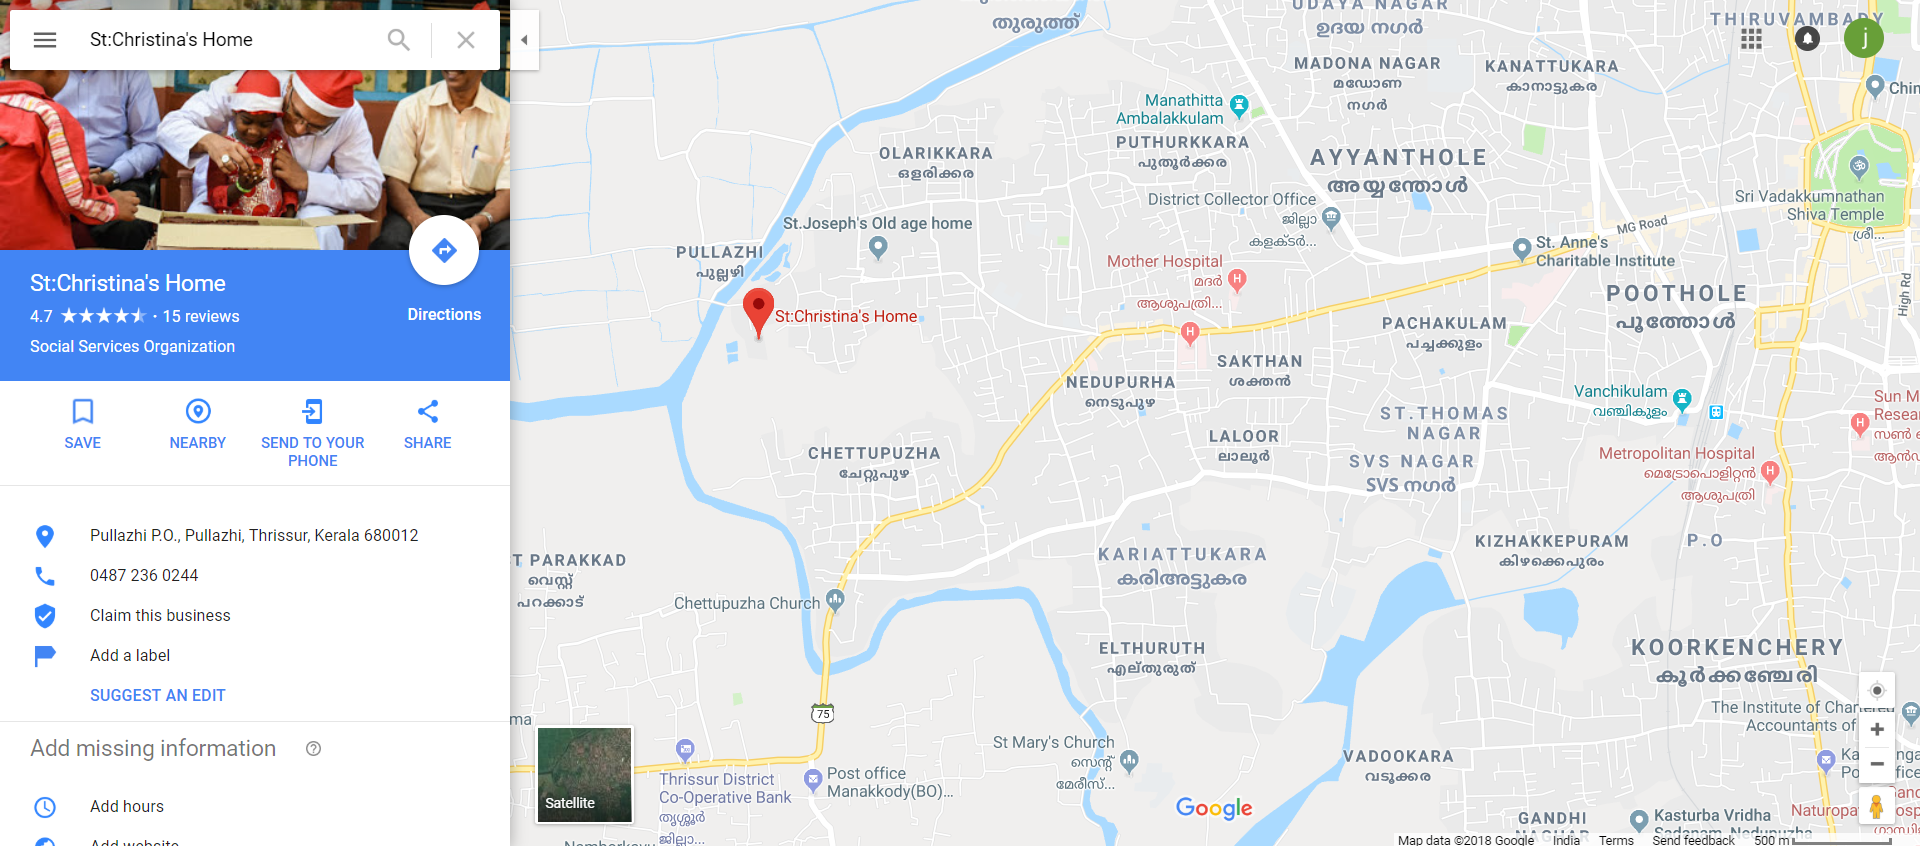 St:Christina's Home
St:Christina's Home
4.7 · 15 reviews
Social Services Organization
Directions
SAVE
NEARBY
SEND TO YOUR
PHONE
SHARE
Pullazhi P.O., Pullazhi, Thrissur, Kerala 680012
0487 236 0244
Claim this business
Add a label
SUGGEST AN EDIT
Add missing information
Add hours
Add website
തുരുത്ത്
UDAYA NAGAR
ഉദയ നഗർ
THIRUVAMBADY
j
MADONA NAGAR
മഡോണ
നഗർ
KANATTUKARA
കാനാട്ടുകര
Manathitta
Ambalakkulam
PUTHURKKARA
പുതൂർക്കര
OLARIKKARA
ഒളരിക്കര
AYYANTHOLE
അയ്യന്തോൾ
District Collector Office
ജില്ലാ
കളക്ടർ...
Sri Vadakkumnathan
Shiva Temple
ശ്രീ...
St.Joseph's Old age home
PULLAZHI
പുല്ലഴി
MG Road
St. Anne's
Charitable Institute
Mother Hospital
മദർ
ആശുപത്രി...
High Rd
POOTHOLE
പൂത്തോൾ
St:Christina's Home
PACHAKULAM
പച്ചക്കുളം
SAKTHAN
ശക്തൻ
NEDUPURHA
നെടുപുഴ
Vanchikulam
വഞ്ചികുളം
Sun M
Resear
സൺ
ST.THOMAS
NAGAR
LALOOR
ലാലൂർ
SVS NAGAR
SVS നഗർ
Metropolitan Hospital
മെട്രോപൊളിറ്റൻ
ആശുപത്രി
CHETTUPUZHA
ചേറ്റുപുഴ
KARIATTUKARA
കരിഅട്ടുകര
KIZHAKKEPURAM
കിഴക്കെപുരം
P.O
T PARAKKAD
വെസ്റ്റ്
പറക്കാട്
Chettupuzha Church
ELTHURUTH
എല്തുരുത്
KOORKENCHERY
കൂർക്കഞ്ചേരി
75
ma
The Institute of Chartered
Accountants of
St Mary's Church
സെന്റ്
മേരീസ്...
VADOOKARA
വടൂക്കര
Thrissur District
Co-Operative Bank
തൃശ്ശൂർ
ജില്ലാ...
Post office
Manakkody(BO)...
Satellite
Google
GANDHI
NAGHAR
Kasturba Vridha
Sadanam, Nedupuzha
Map data ©2018 Google
India
Terms
Send feedback
500 m